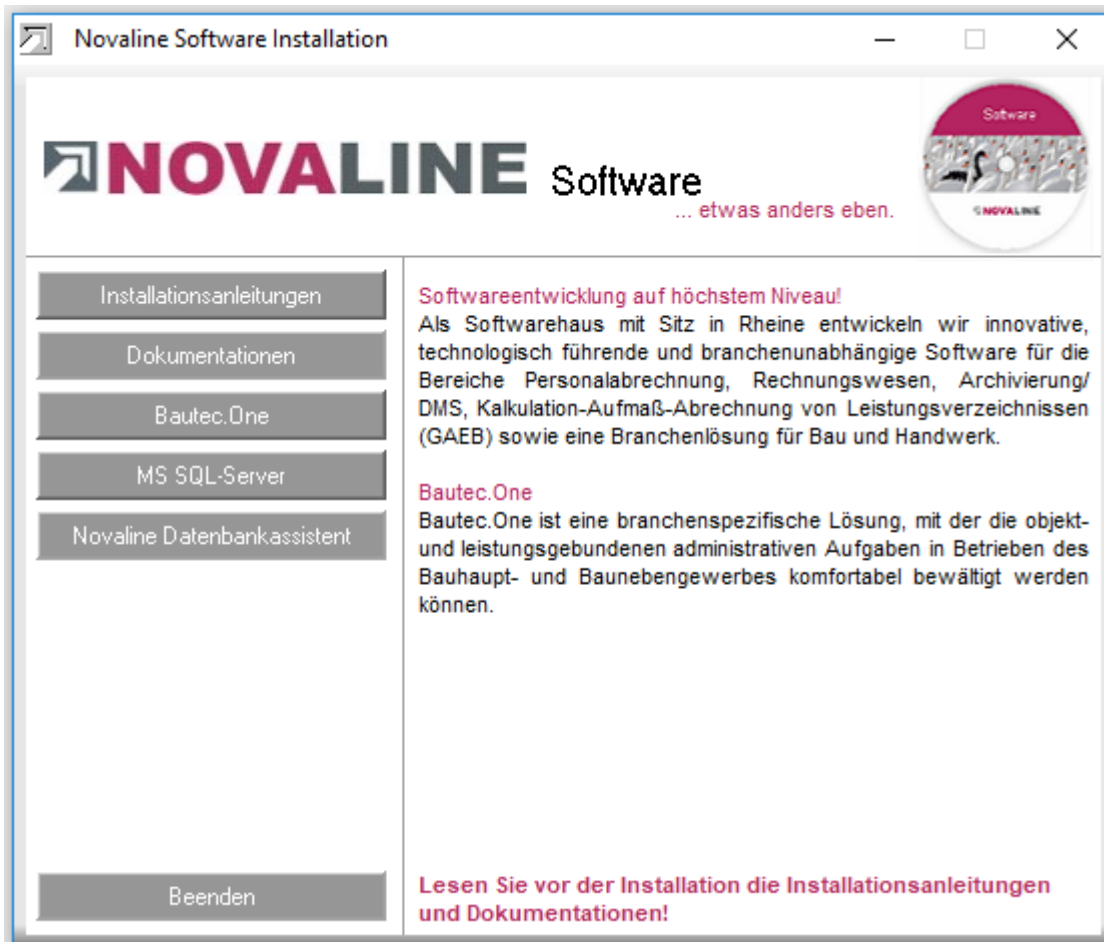 Novaline Software Installation
NOVALINE Software
... etwas anders eben.
Software
NOVALINE
Installationsanleitungen
Dokumentationen
Bautec.One
MS SQL-Server
Novaline Datenbankassistent
Beenden
Softwareentwicklung auf höchstem Niveau!
Als Softwarehaus mit Sitz in Rheine entwickeln wir innovative,
technologisch führende und branchenunabhängige Software für die
Bereiche Personalabrechnung, Rechnungswesen, Archivierung/
DMS, Kalkulation-Aufmaß-Abrechnung von Leistungsverzeichnissen
(GAEB) sowie eine Branchenlösung für Bau und Handwerk.
Bautec.One
Bautec.One ist eine branchenspezifische Lösung, mit der die objekt-
und leistungsgebundenen administrativen Aufgaben in Betrieben des
Bauhaupt- und Baunebengewerbes komfortabel bewältigt werden
können.
Lesen Sie vor der Installation die Installationsanleitungen
und Dokumentationen!